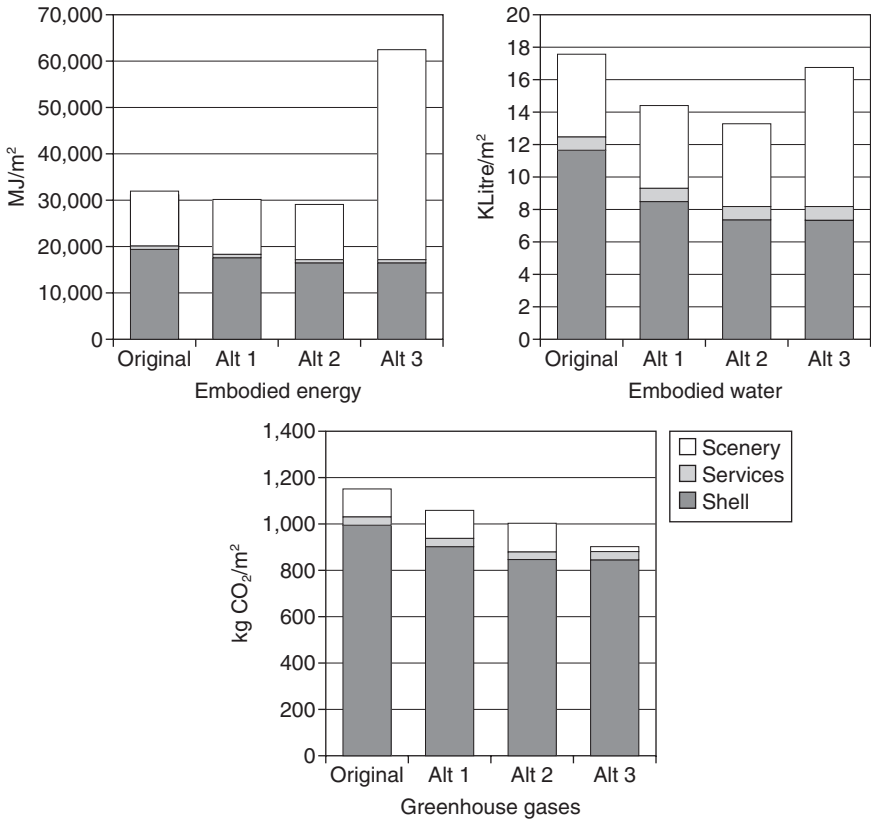 70,000
60,000
50,000
40,000
30,000
20,000
10,000
0
MJ/m²
Original Alt 1 Alt 2 Alt 3
Embodied energy
20
18
16
14
12
10
8
6
4
2
0
KLitre/m²
Original Alt 1 Alt 2 Alt 3
Embodied water
1,400
1,200
1,000
800
600
400
200
0
kg CO₂/m²
Original Alt 1 Alt 2 Alt 3
Greenhouse gases
Scenery
Services
Shell